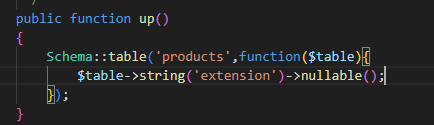 public function up()
{
Schema::table('products',function($table){
$table->string('extension')->nullable();
});
}